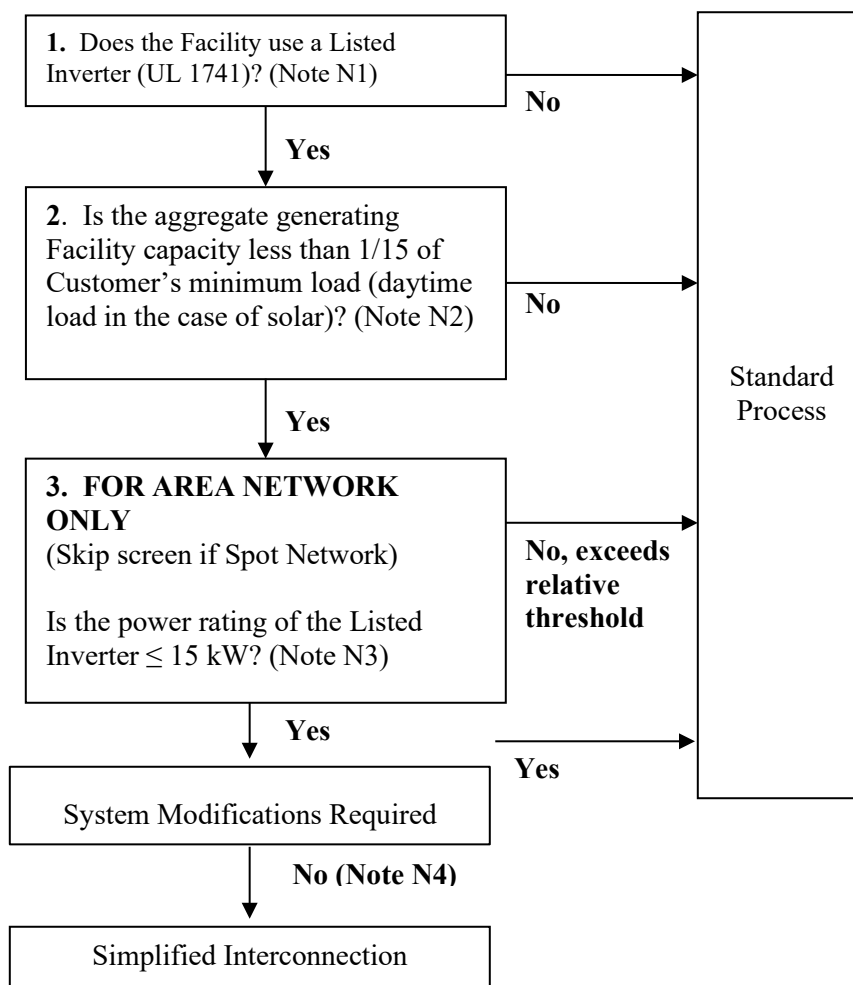 1. Does the Facility use a Listed
Inverter (UL 1741)? (Note N1)
No
Yes
2. Is the aggregate generating
Facility capacity less than 1/15 of
Customer’s minimum load (daytime
load in the case of solar)? (Note N2)
No
Yes
Standard
Process
3. FOR AREA NETWORK
ONLY
(Skip screen if Spot Network)
Is the power rating of the Listed
Inverter ≤ 15 kW? (Note N3)
No, exceeds
relative
threshold
Yes
Yes
System Modifications Required
No (Note N4)
Simplified Interconnection